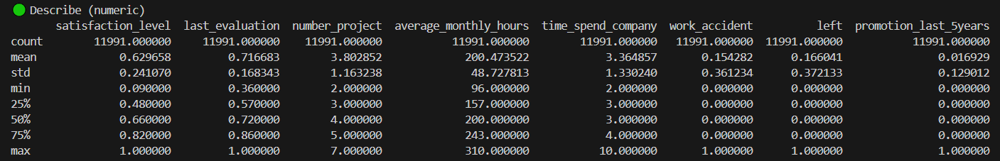 Describe (numeric)
satisfaction_level last_evaluation number_project average_monthly_hours time_spend_company work_accident left promotion_last_5years
count 11991.000000 11991.000000 11991.000000 11991.000000 11991.000000 11991.000000 11991.000000 11991.000000
mean 0.629658 0.716683 3.802852 200.473522 3.364857 0.154282 0.166041 0.016929
std 0.241070 0.168343 1.163238 48.727813 1.330240 0.361234 0.372133 0.129012
min 0.090000 0.360000 2.000000 96.000000 2.000000 0.000000 0.000000 0.000000
25% 0.480000 0.570000 3.000000 157.000000 3.000000 0.000000 0.000000 0.000000
50% 0.660000 0.720000 4.000000 200.000000 3.000000 0.000000 0.000000 0.000000
75% 0.820000 0.860000 5.000000 243.000000 4.000000 0.000000 0.000000 0.000000
max 1.000000 1.000000 7.000000 310.000000 10.000000 1.000000 1.000000 1.000000